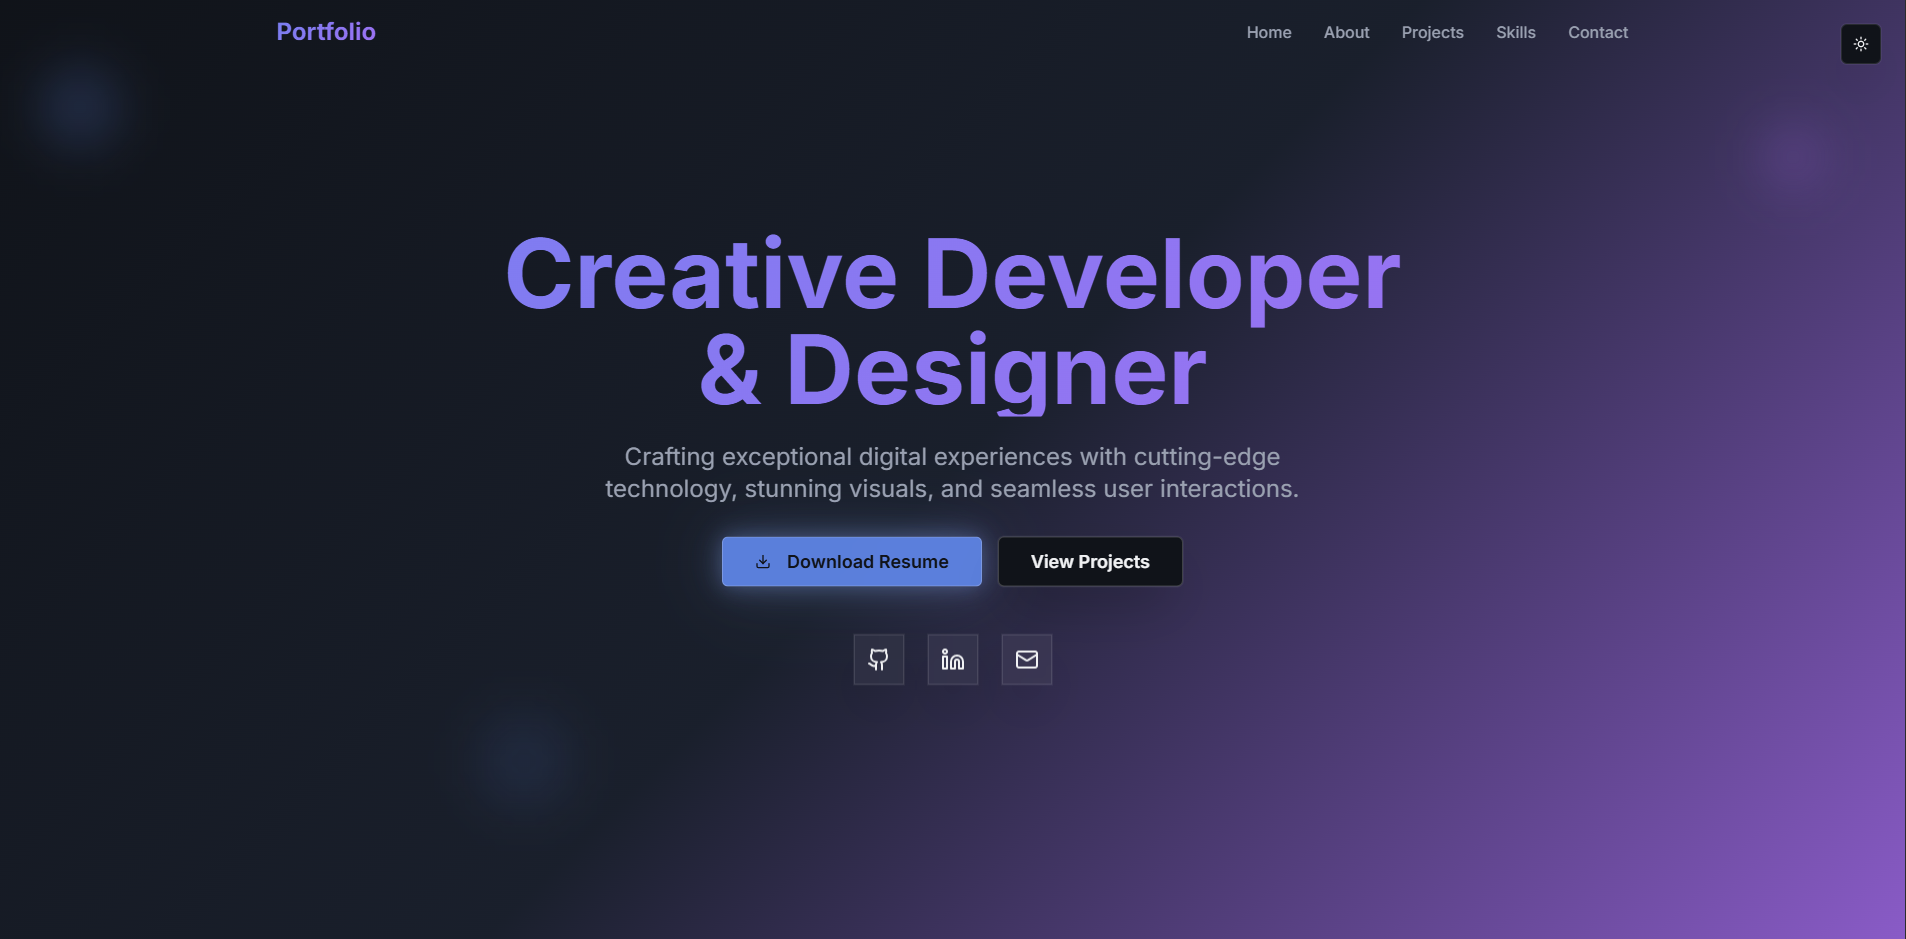 Portfolio
Home About Projects Skills Contact
Creative Developer
& Designer
Crafting exceptional digital experiences with cutting-edge
technology, stunning visuals, and seamless user interactions.
Download Resume View Projects